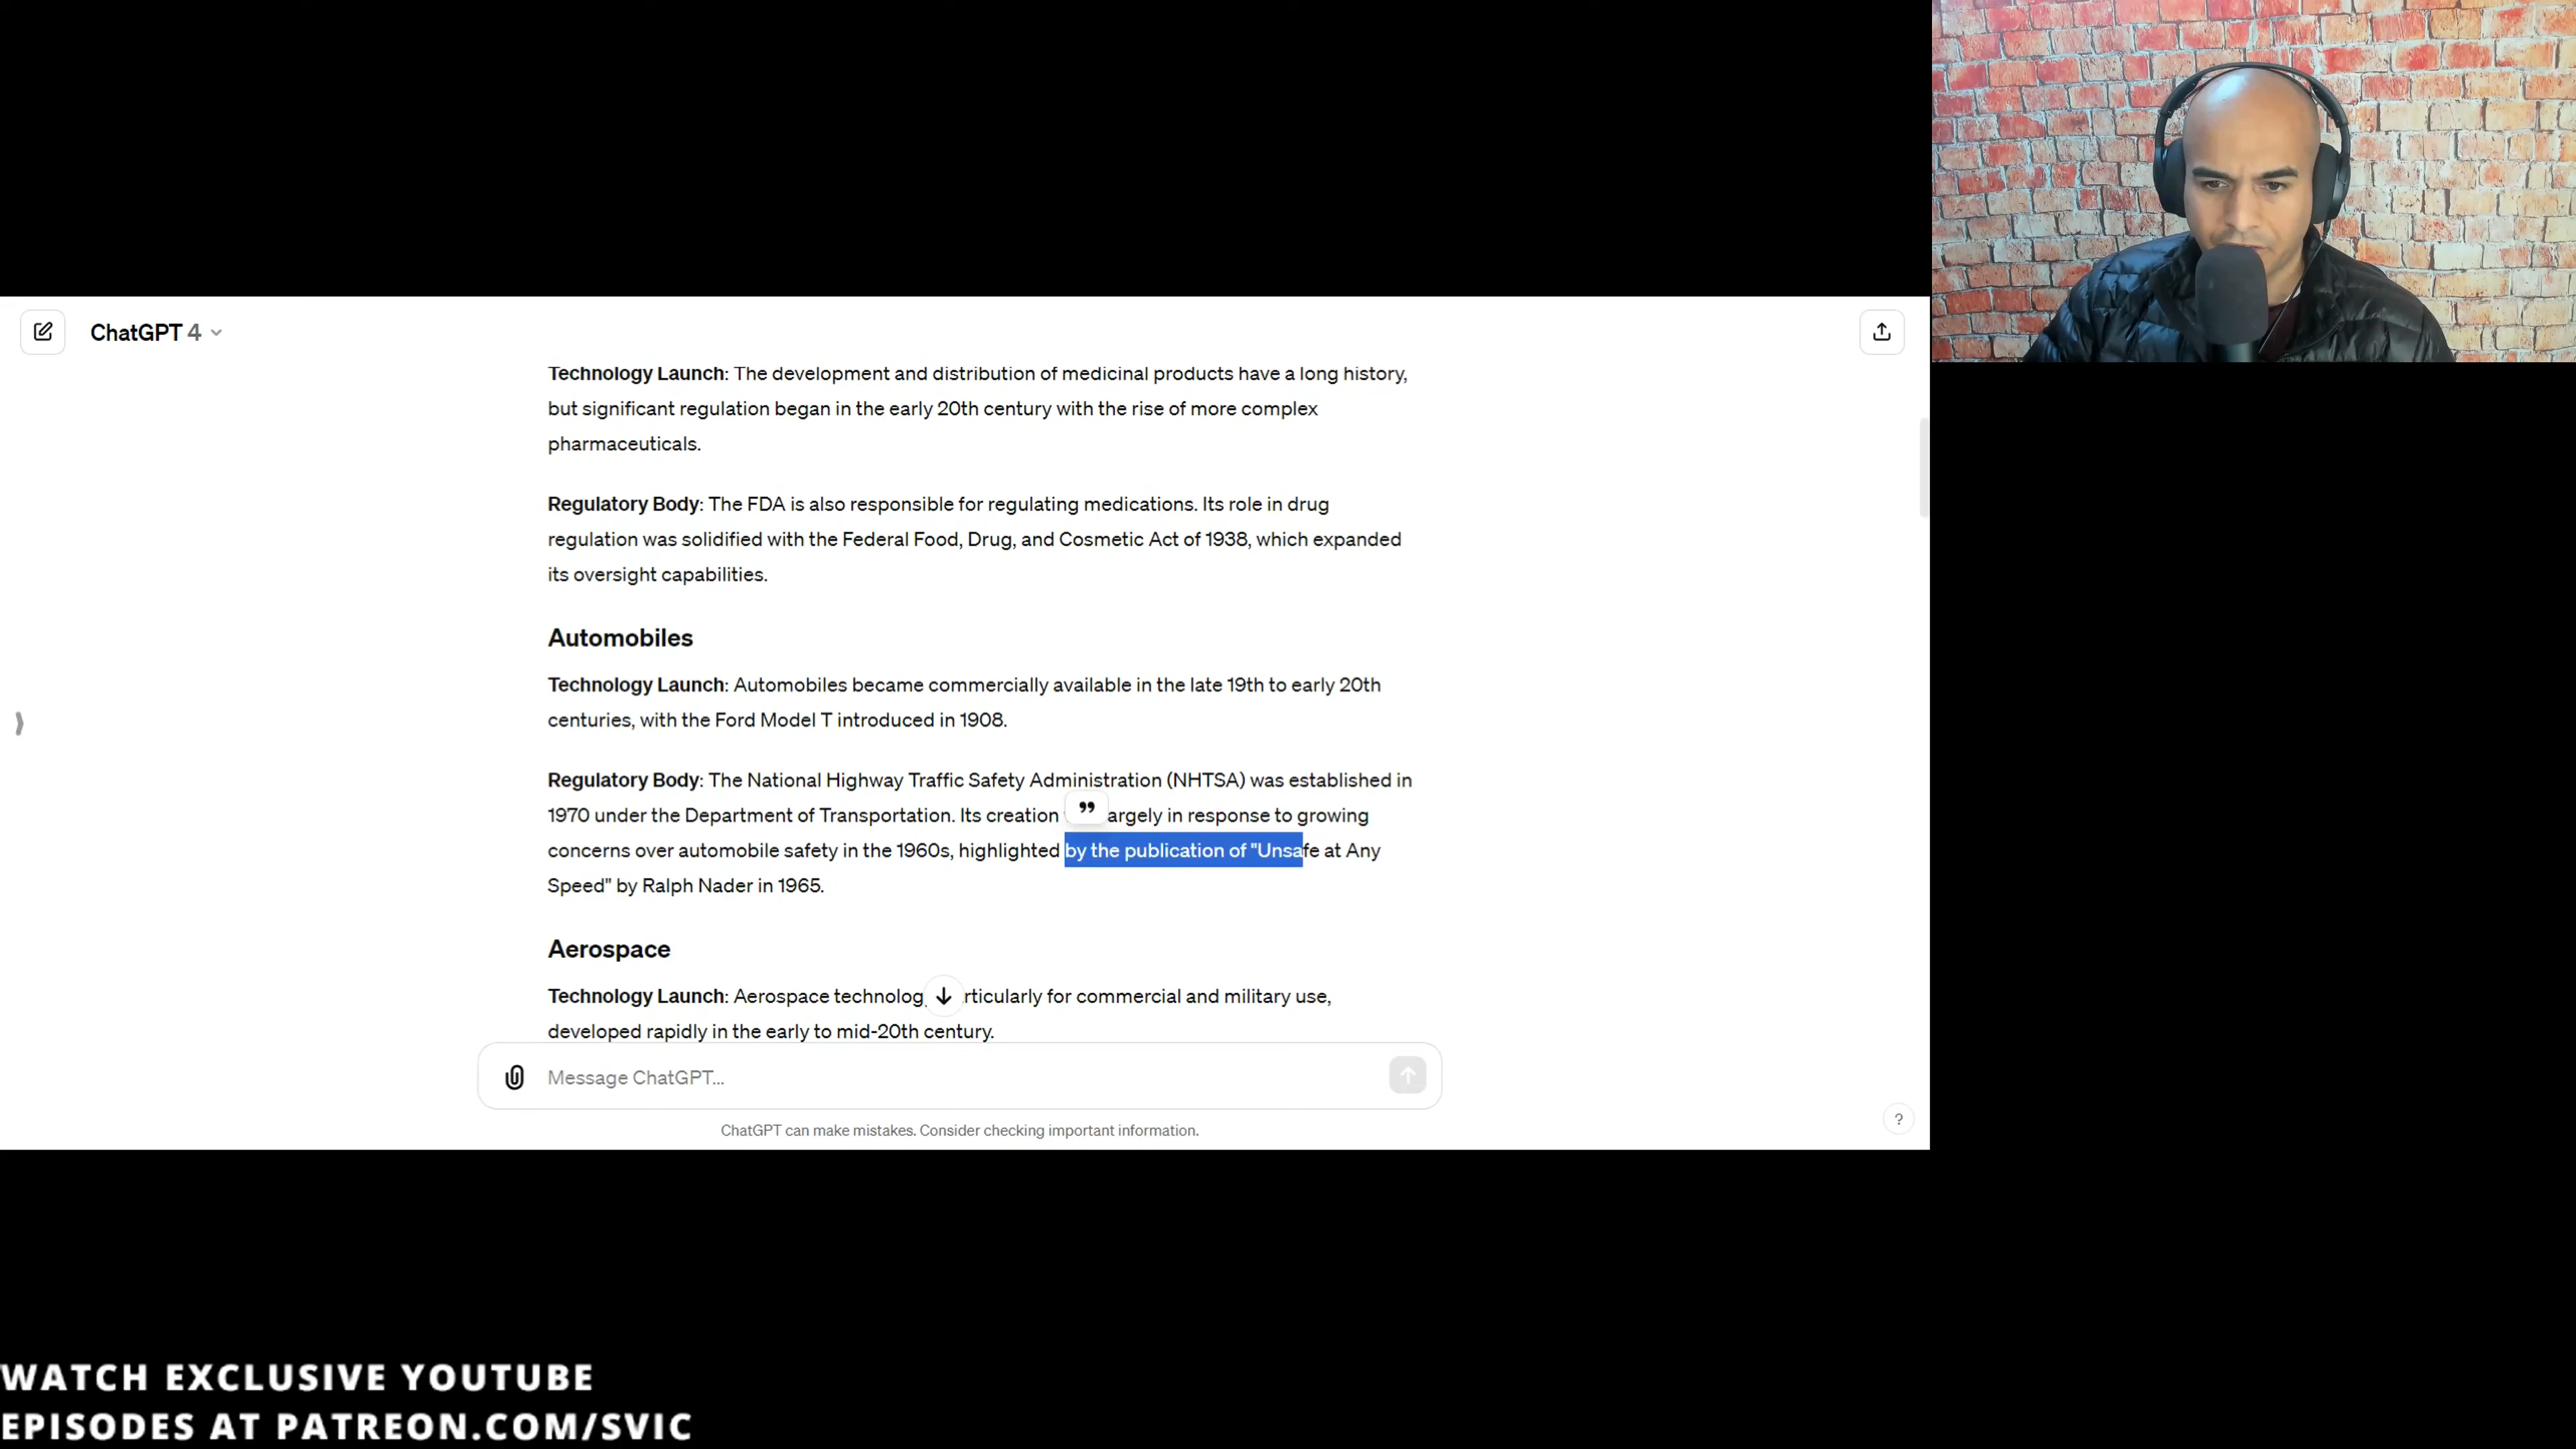 ChatGPT 4
Technology Launch: The development and distribution of medicinal products have a long history,
but significant regulation began in the early 20th century with the rise of more complex
pharmaceuticals.
Regulatory Body: The FDA is also responsible for regulating medications. Its role in drug
regulation was solidified with the Federal Food, Drug, and Cosmetic Act of 1938, which expanded
its oversight capabilities.
Automobiles
Technology Launch: Automobiles became commercially available in the late 19th to early 20th
centuries, with the Ford Model T introduced in 1908.
Regulatory Body: The National Highway Traffic Safety Administration (NHTSA) was established in
1970 under the Department of Transportation. Its creation argely in response to growing
concerns over automobile safety in the 1960s, highlighted by the publication of "Unsafe at Any
Speed" by Ralph Nader in 1965.
Aerospace
Technology Launch: Aerospace technolog rticularly for commercial and military use,
developed rapidly in the early to mid-20th century.
Message ChatGPT...
ChatGPT can make mistakes. Consider checking important information.
?
WATCH EXCLUSIVE YOUTUBE
EPISODES AT PATREON.COM/SVIC